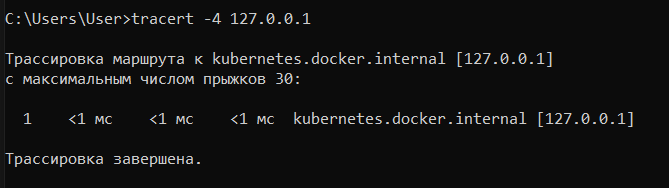 C:\Users\User>tracert -4 127.0.0.1
Трассировка маршрута к kubernetes.docker.internal [127.0.0.1]
с максимальным числом прыжков 30:
1    <1 мс    <1 мс    <1 мс  kubernetes.docker.internal [127.0.0.1]
Трассировка завершена.